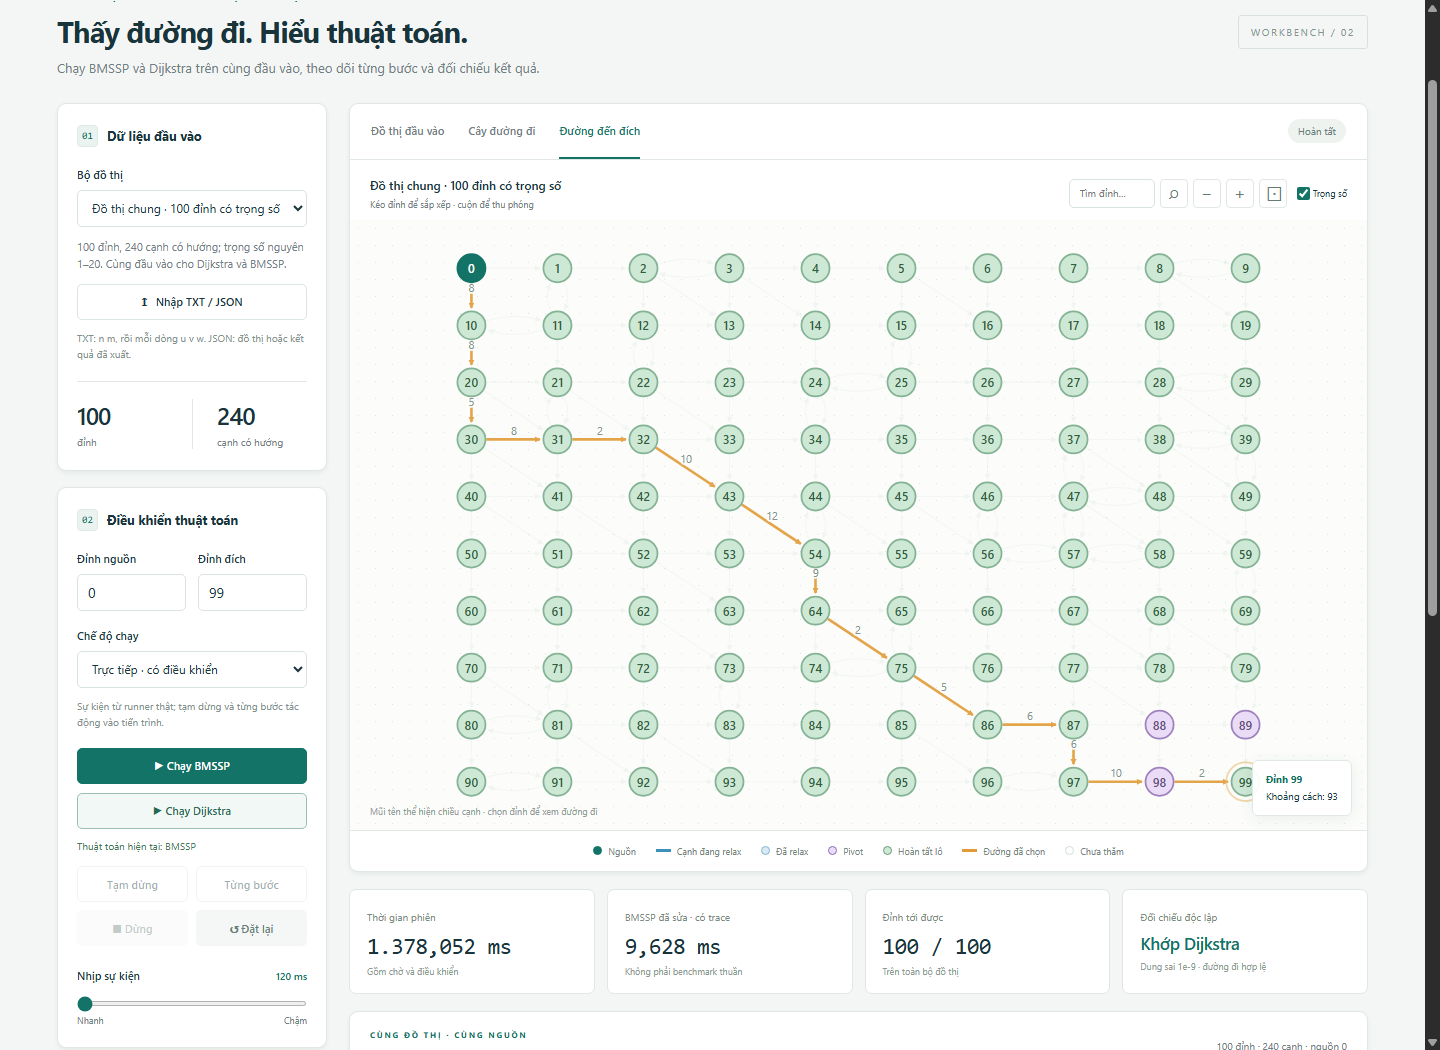 Thấy đường đi. Hiểu thuật toán.
WORKBENCH / 02
Chạy BMSSP và Dijkstra trên cùng đầu vào, theo dõi từng bước và đối chiếu kết quả.
01 Dữ liệu đầu vào
Bộ đồ thị
Đồ thị chung · 100 đỉnh có trọng số
100 đỉnh, 240 cạnh có hướng; trọng số nguyên
1–20. Cùng đầu vào cho Dijkstra và BMSSP.
↥ Nhập TXT / JSON
TXT: n m, rồi mỗi dòng u v w. JSON: đồ thị hoặc kết
quả đã xuất.
100 240
đỉnh cạnh có hướng
02 Điều khiển thuật toán
Đỉnh nguồn Đỉnh đích
0 99
Chế độ chạy
Trực tiếp · có điều khiển
Sự kiện từ runner thật; tạm dừng và từng bước tác
động vào tiến trình.
▶ Chạy BMSSP
▶ Chạy Dijkstra
Thuật toán hiện tại: BMSSP
Tạm dừng Từng bước
■ Dừng ↺ Đặt lại
Nhịp sự kiện 120 ms
Nhanh Chậm
Đồ thị đầu vào Cây đường đi Đường đến đích Hoàn tất
Đồ thị chung · 100 đỉnh có trọng số
Kéo đỉnh để sắp xếp · cuộn để thu phóng
Tìm đỉnh... − + Trọng số
0 1 2 3 4 5 6 7 8 9
8
10 11 12 13 14 15 16 17 18 19
8
20 21 22 23 24 25 26 27 28 29
5
30 8 31 2 32 33 34 35 36 37 38 39
10
40 41 42 43 44 45 46 47 48 49
12
50 51 52 53 54 55 56 57 58 59
9
60 61 62 63 64 65 66 67 68 69
2
70 71 72 73 74 75 76 77 78 79
5
80 81 82 83 84 85 86 6 87 88 89
6
90 91 92 93 94 95 96 97 10 98 2 99
Đỉnh 99
Khoảng cách: 93
Mũi tên thể hiện chiều cạnh · chọn đỉnh để xem đường đi
Nguồn Cạnh đang relax Đã relax Pivot Hoàn tất lô Đường đã chọn Chưa thăm
Thời gian phiên
1.378,052 ms
Gồm chờ và điều khiển
BMSSP đã sửa · có trace
9,628 ms
Không phải benchmark thuần
Đỉnh tới được
100 / 100
Trên toàn bộ đồ thị
Đối chiếu độc lập
Khớp Dijkstra
Dung sai 1e-9 · đường đi hợp lệ
CÙNG ĐỒ THỊ · CÙNG NGUỒN
100 đỉnh · 240 cạnh · nguồn 0